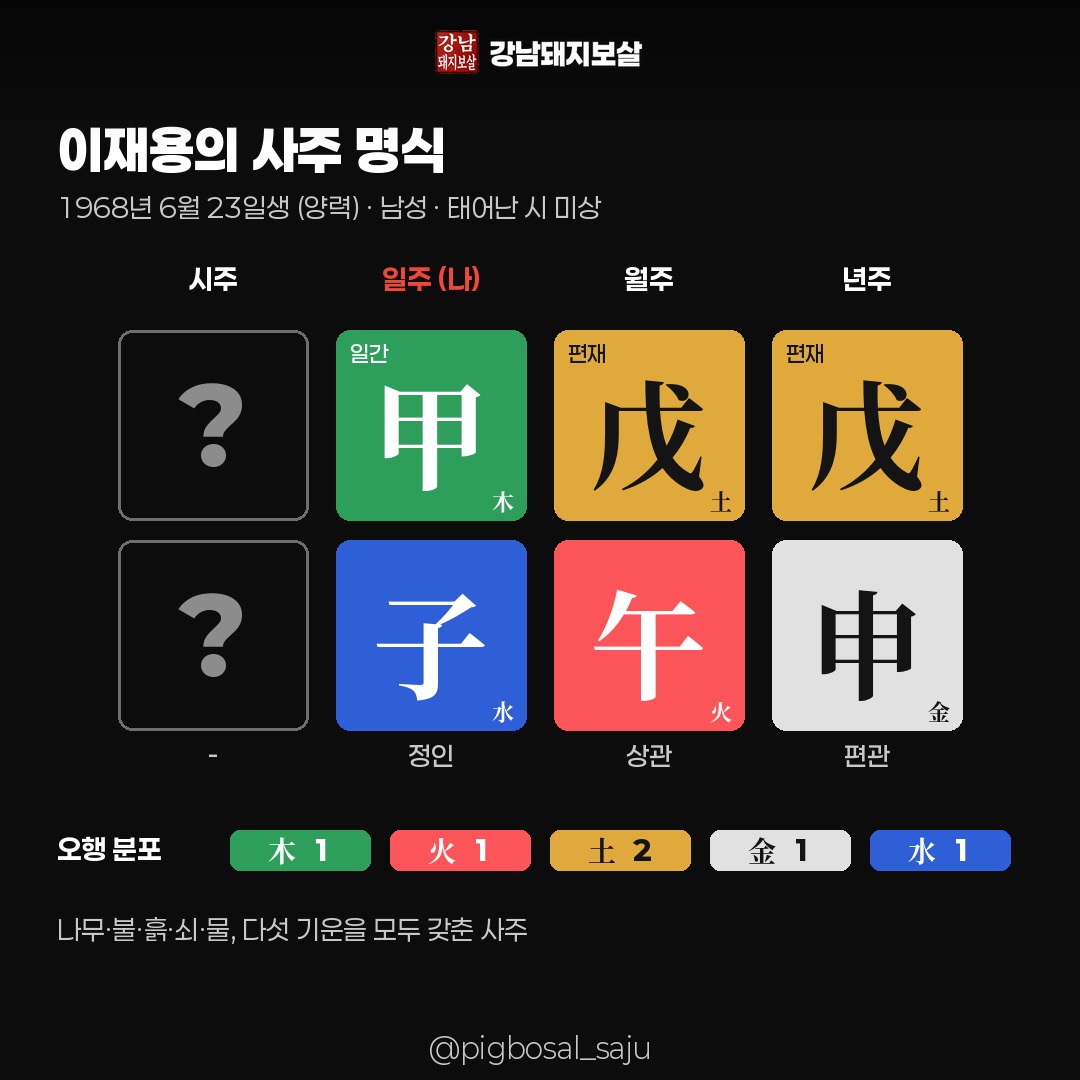 강남
돼지보살
강남돼지보살
이재용의 사주 명식
1968년 6월 23일생 (양력) · 남성 · 태어난 시 미상
시주 일주 (나) 월주 년주
? 일간 甲 木 편재 戊 土 편재 戊 土
? 子 水 午 火 申 金
- 정인 상관 편관
오행 분포 木 1 火 1 土 2 金 1 水 1
나무·불·흙·쇠·물, 다섯 기운을 모두 갖춘 사주
@pigbosal_saju